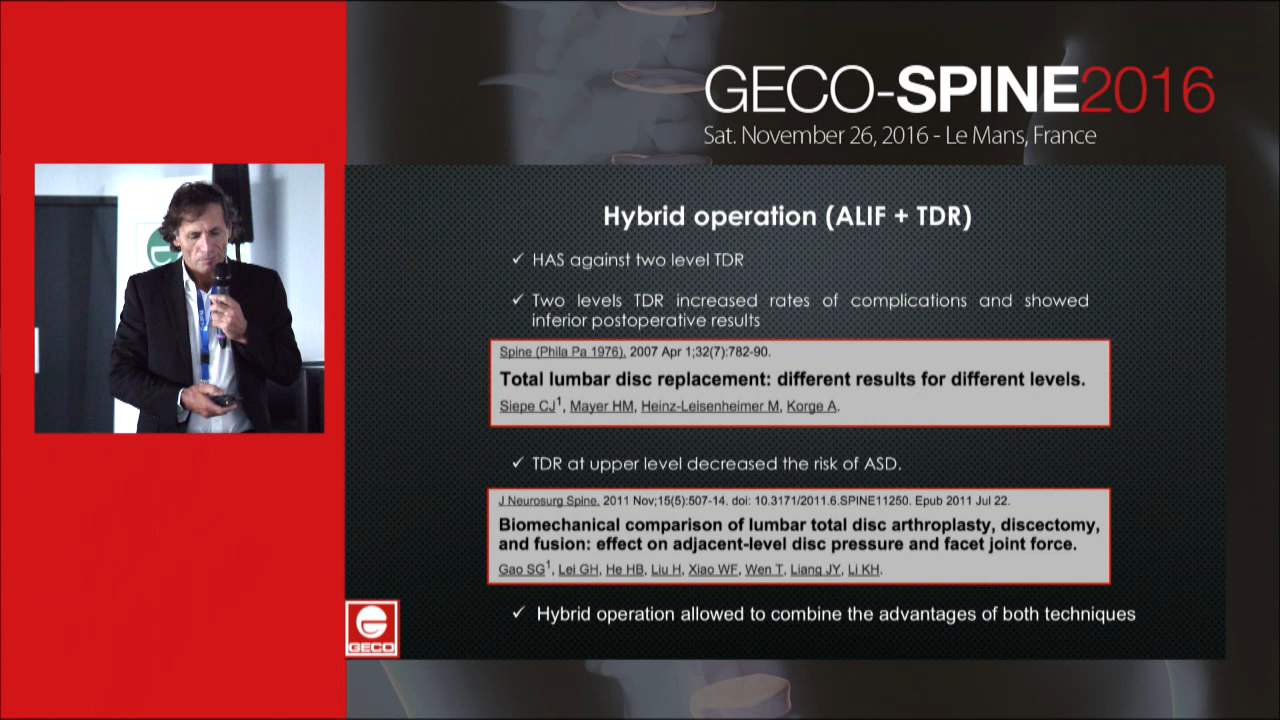 GECO-SPINE2016
Sat. November 26, 2016 - Le Mans, France
Hybrid operation (ALIF + TDR)
✓ HAS against two level TDR
✓ Two levels TDR increased rates of complications and showed
inferior postoperative results
Spine (Phila Pa 1976). 2007 Apr 1;32(7):782-90.
Total lumbar disc replacement: different results for different levels.
Siepe CJ1, Mayer HM, Heinz-Leisenheimer M, Korge A.
✓ TDR at upper level decreased the risk of ASD.
J Neurosurg Spine. 2011 Nov;15(5):507-14. doi: 10.3171/2011.6.SPINE11250. Epub 2011 Jul 22.
Biomechanical comparison of lumbar total disc arthroplasty, discectomy,
and fusion: effect on adjacent-level disc pressure and facet joint force.
Gao SG1, Lei GH, He HB, Liu H, Xiao WF, Wen T, Liang JY, Li KH.
✓ Hybrid operation allowed to combine the advantages of both techniques
GECO